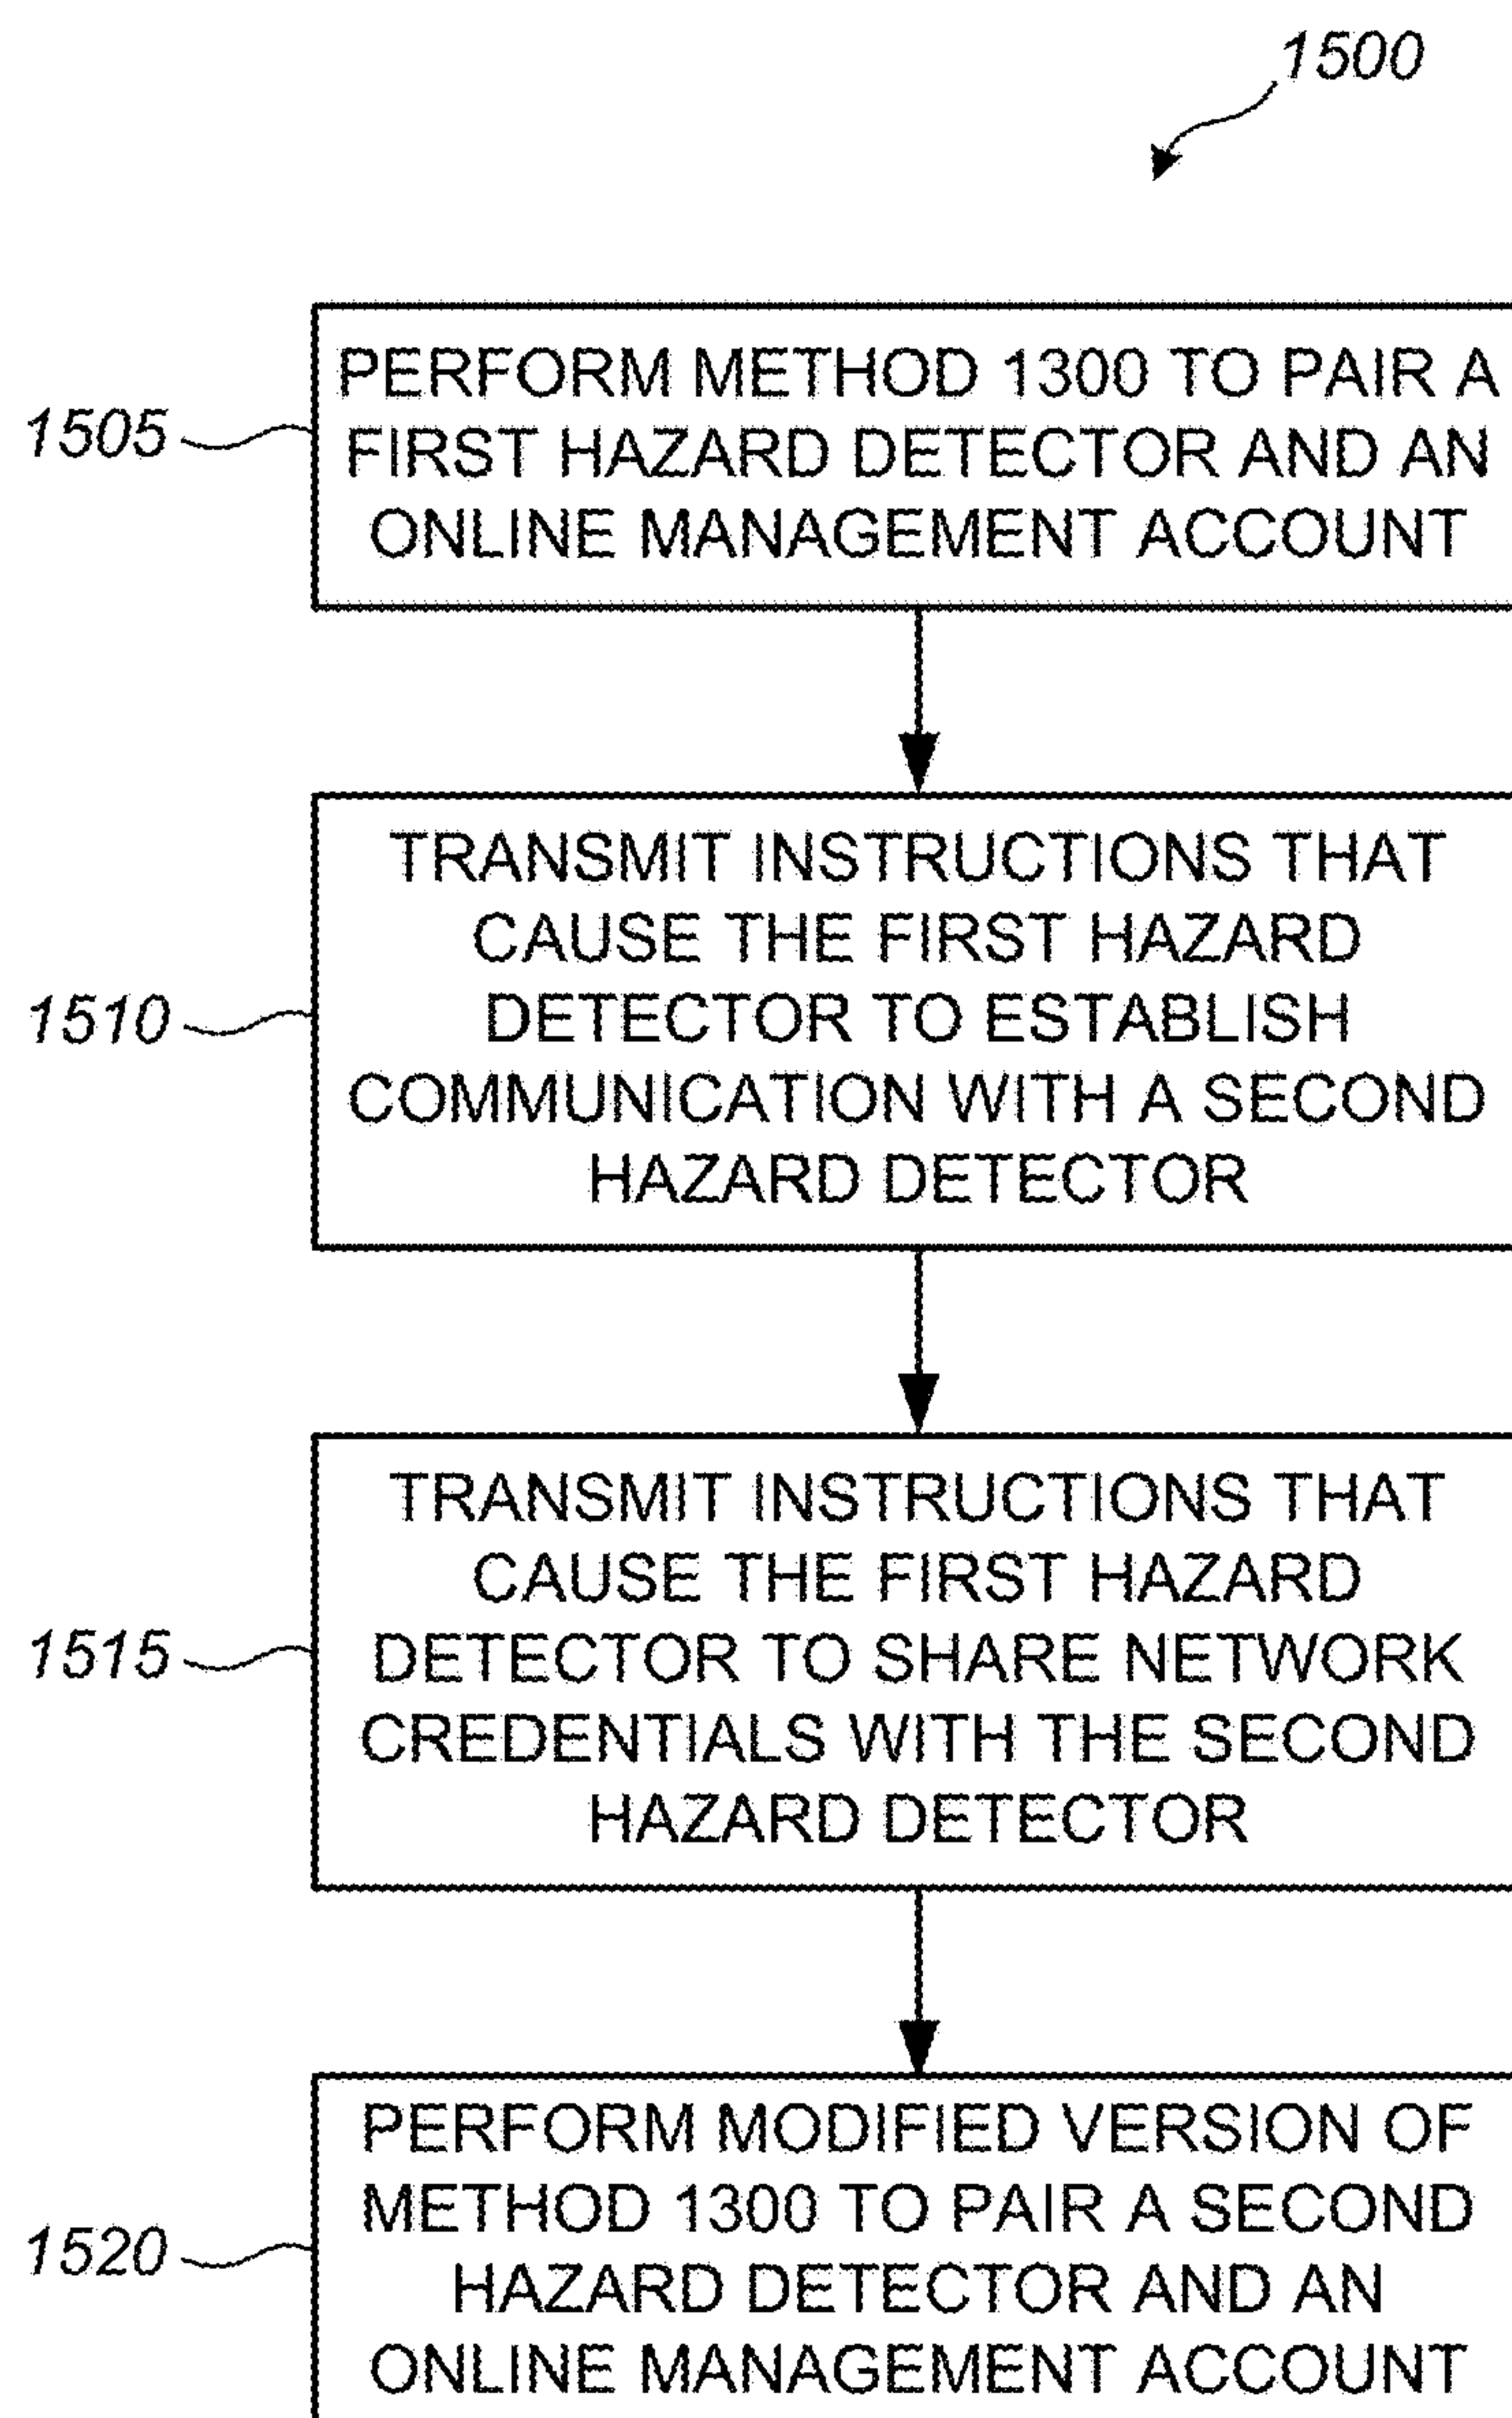 1500
1505
PERFORM METHOD 1300 TO PAIR A
FIRST HAZARD DETECTOR AND AN
ONLINE MANAGEMENT ACCOUNT
1510
TRANSMIT INSTRUCTIONS THAT
CAUSE THE FIRST HAZARD
DETECTOR TO ESTABLISH
COMMUNICATION WITH A SECOND
HAZARD DETECTOR
1515
TRANSMIT INSTRUCTIONS THAT
CAUSE THE FIRST HAZARD
DETECTOR TO SHARE NETWORK
CREDENTIALS WITH THE SECOND
HAZARD DETECTOR
1520
PERFORM MODIFIED VERSION OF
METHOD 1300 TO PAIR A SECOND
HAZARD DETECTOR AND AN
ONLINE MANAGEMENT ACCOUNT